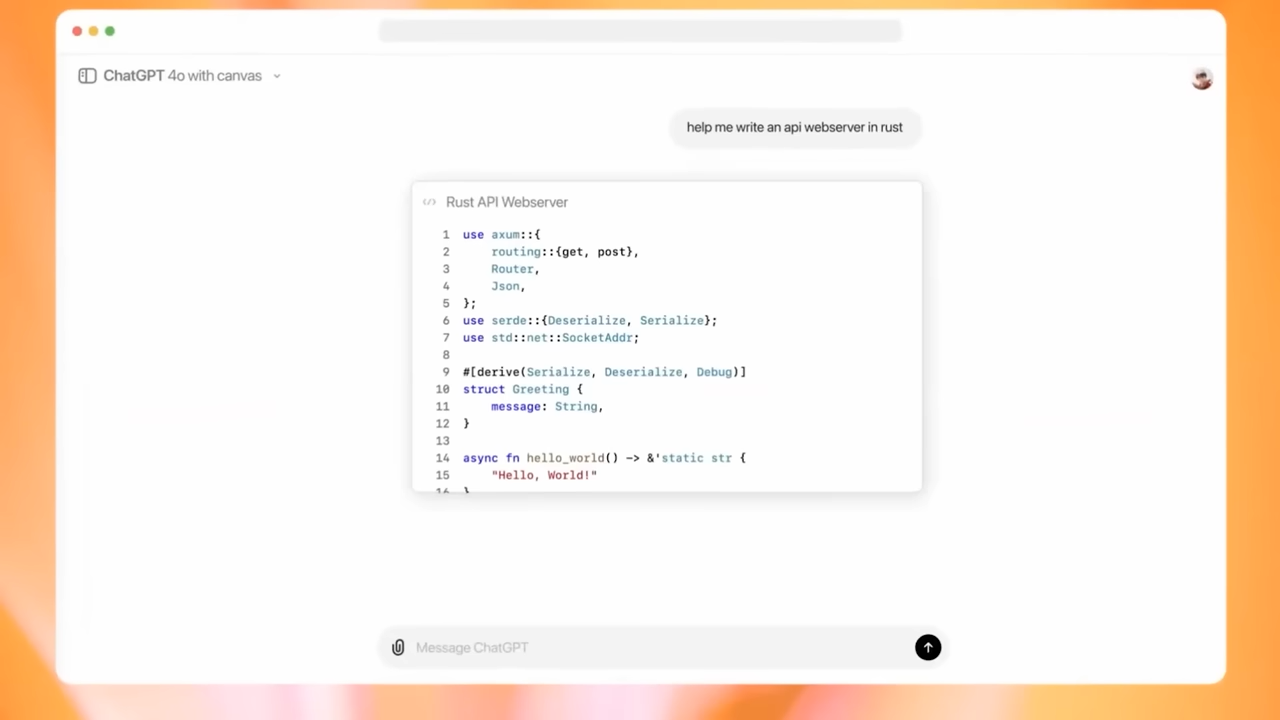 ChatGPT 4o with canvas
help me write an api webserver in rust
Rust API Webserver
1 use axum::{
2     routing::{get, post},
3     Router,
4     Json,
5 };
6 use serde::{Deserialize, Serialize};
7 use std::net::SocketAddr;
8
9 #[derive(Serialize, Deserialize, Debug)]
10 struct Greeting {
11     message: String,
12 }
13
14 async fn hello_world() -> &'static str {
15     "Hello, World!"
16 }
Message ChatGPT